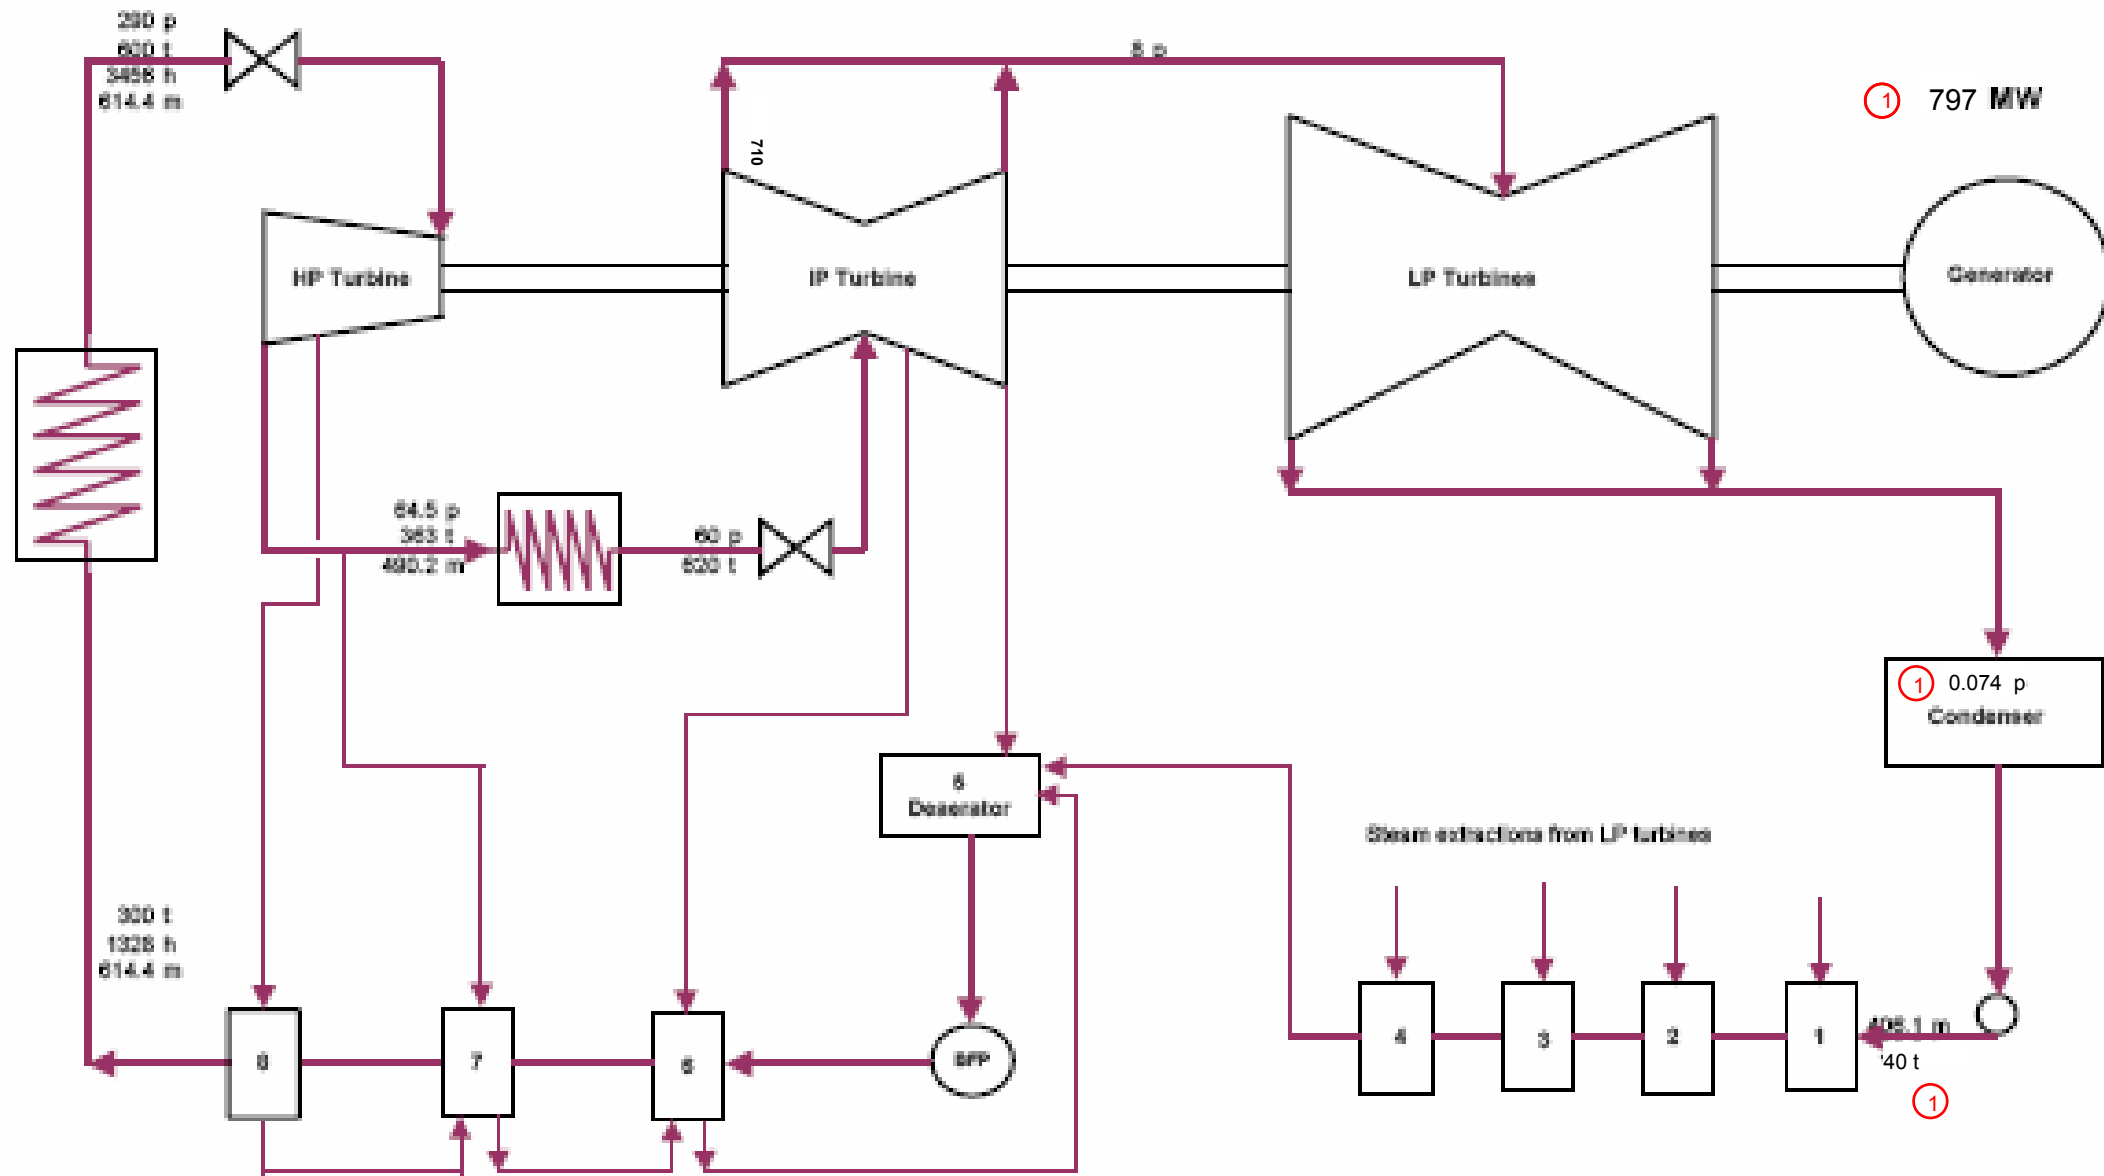 290 p
600 t
3456 h
614.4 m
8 p
1 797 MW
710
HP Turbine
IP Turbine
LP Turbines
Generator
64.5 p
363 t
490.2 m
60 p
620 t
1 0.074 p
Condenser
Deaerator
Steam extractions from LP turbines
300 t
1328 h
614.4 m
8
7
6
BFP
4
3
2
1
40 t
1